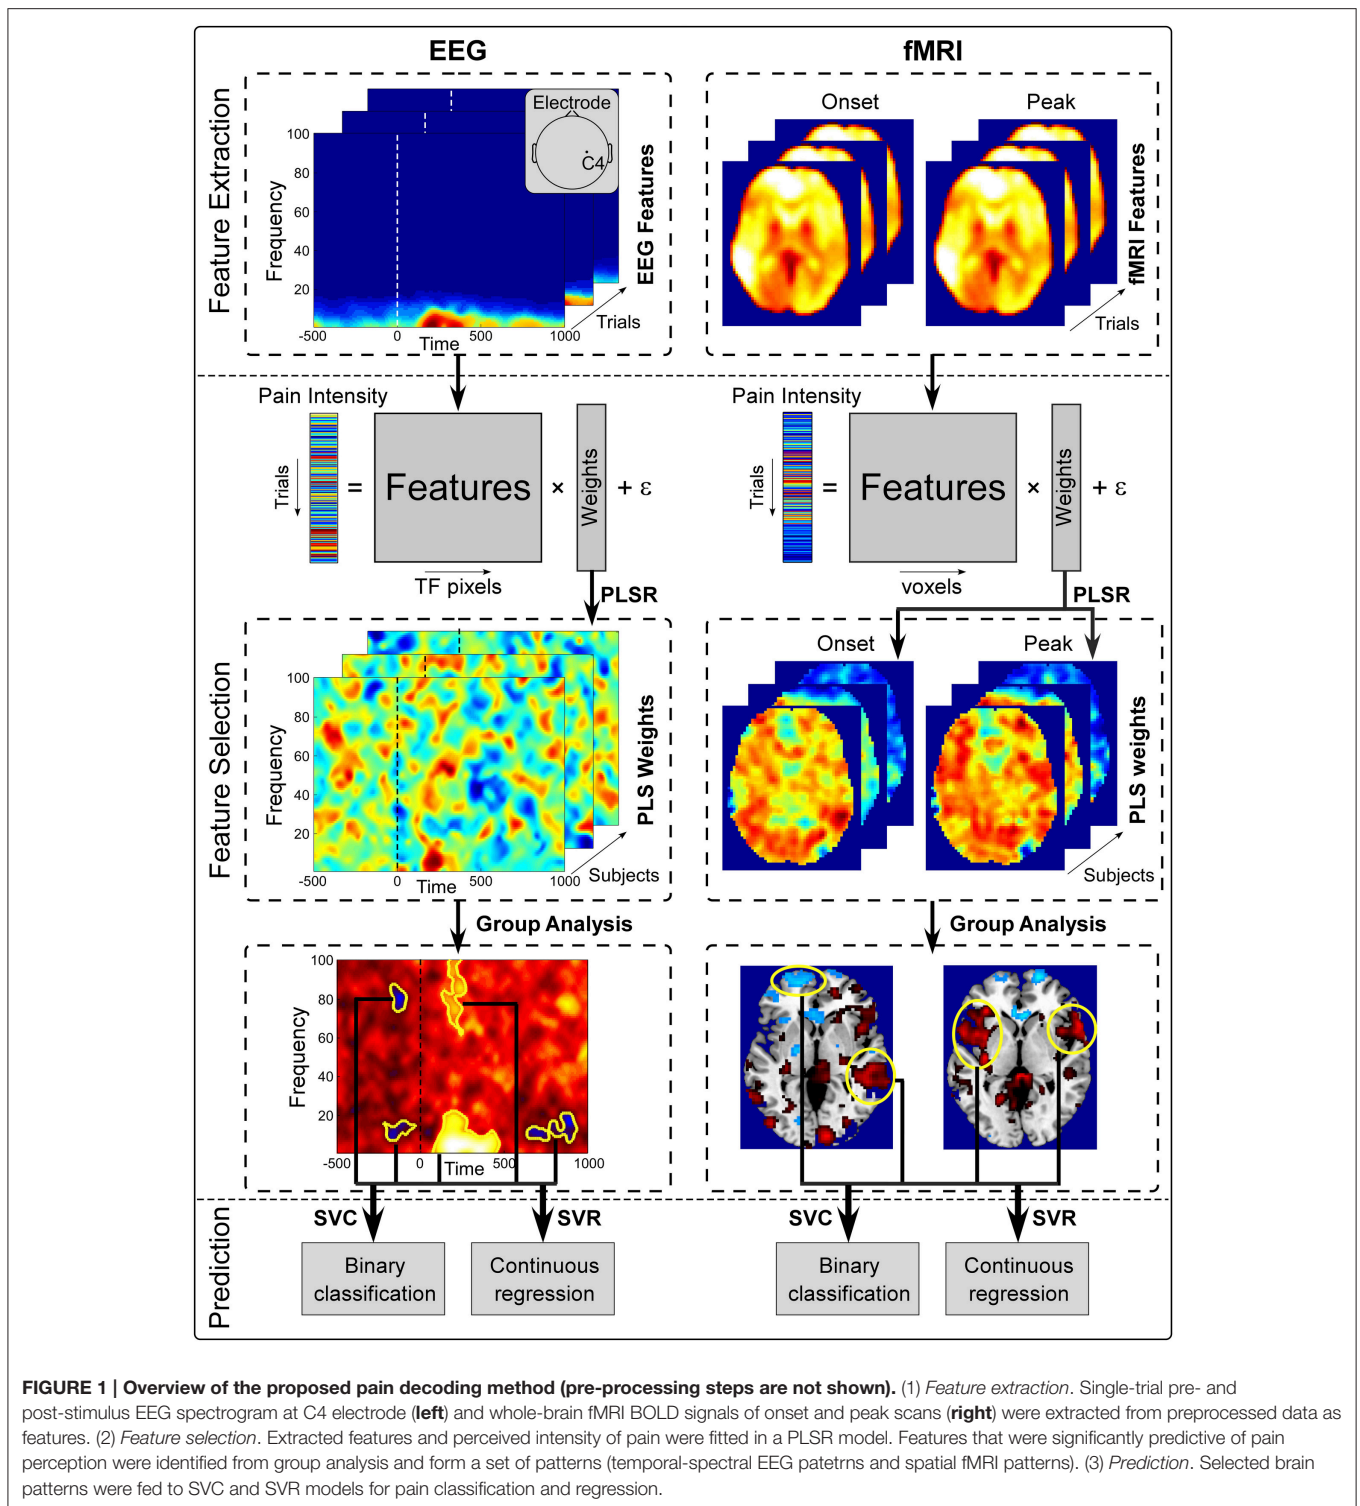 EEG
fMRI
Feature Extraction
Electrode
C4
100
80
60
40
20
Frequency
-500
0
Time
500
1000
Trials
EEG Features
Onset
Peak
fMRI Features
Trials
Pain Intensity
Trials
=
Features
×
Weights
+ ε
TF pixels
PLSR
Pain Intensity
Trials
=
Features
×
Weights
+ ε
voxels
PLSR
Feature Selection
100
80
60
40
20
Frequency
-500
0
Time
500
1000
Subjects
PLS Weights
Onset
Peak
PLS weights
Subjects
Group Analysis
Group Analysis
100
80
60
40
20
Frequency
-500
0
Time
500
1000
Prediction
SVC
SVR
Binary
classification
Continuous
regression
SVC
SVR
Binary
classification
Continuous
regression
FIGURE 1 | Overview of the proposed pain decoding method (pre-processing steps are not shown). (1) Feature extraction. Single-trial pre- and
post-stimulus EEG spectrogram at C4 electrode (left) and whole-brain fMRI BOLD signals of onset and peak scans (right) were extracted from preprocessed data as
features. (2) Feature selection. Extracted features and perceived intensity of pain were fitted in a PLSR model. Features that were significantly predictive of pain
perception were identified from group analysis and form a set of patterns (temporal-spectral EEG patetrns and spatial fMRI patterns). (3) Prediction. Selected brain
patterns were fed to SVC and SVR models for pain classification and regression.